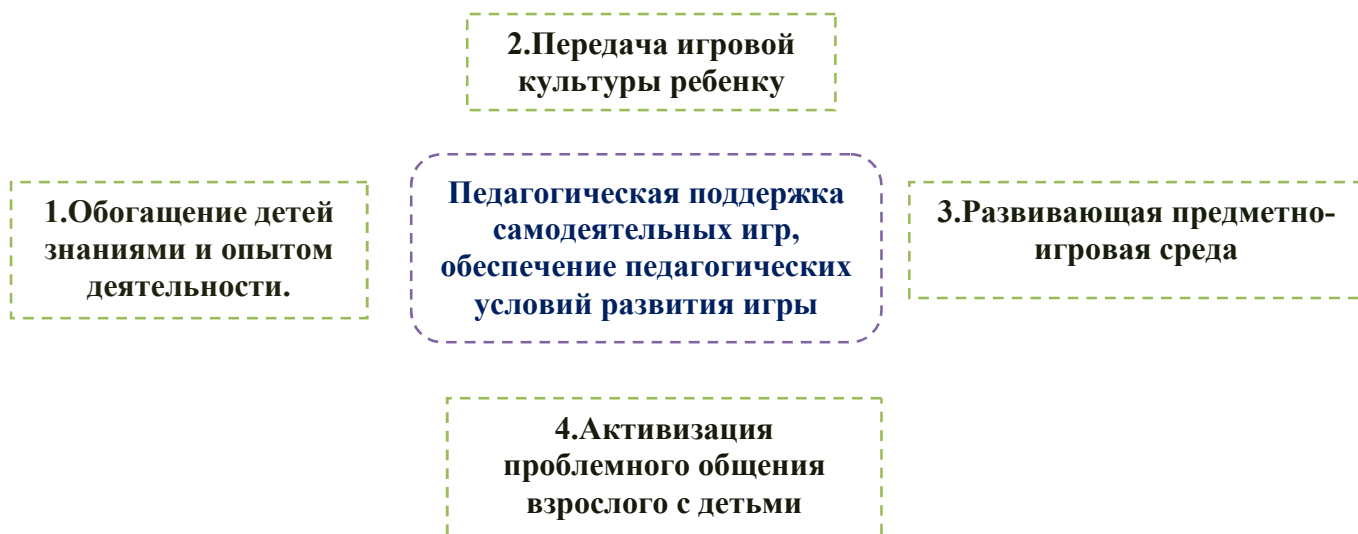 2.Передача игровой
культуры ребенку
1.Обогащение детей
знаниями и опытом
деятельности.
Педагогическая поддержка
самодеятельных игр,
обеспечение педагогических
условий развития игры
3.Развивающая предметно-
игровая среда
4.Активизация
проблемного общения
взрослого с детьми